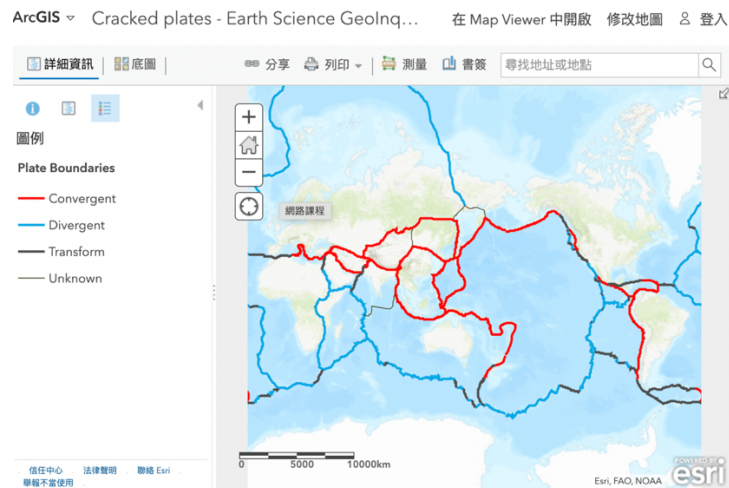 ArcGIS Cracked plates - Earth Science GeoInq... 在 Map Viewer 中開啟 修改地圖 登入
詳細資訊 底圖 分享 列印 測量 書簽 尋找地址或地點
圖例
Plate Boundaries
Convergent
Divergent
Transform
Unknown
網路課程
0 5000 10000km
信任中心 法律聲明 聯絡 Esri
舉報不當使用
Esri, FAO, NOAA
POWERED BY
esri